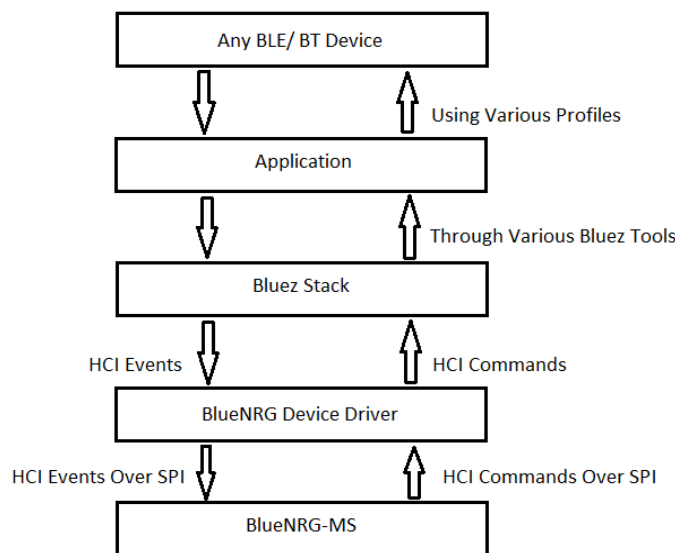 Any BLE/ BT Device
Using Various Profiles
Application
Through Various Bluez Tools
Bluez Stack
HCI Events
HCI Commands
BlueNRG Device Driver
HCI Events Over SPI
HCI Commands Over SPI
BlueNRG-MS